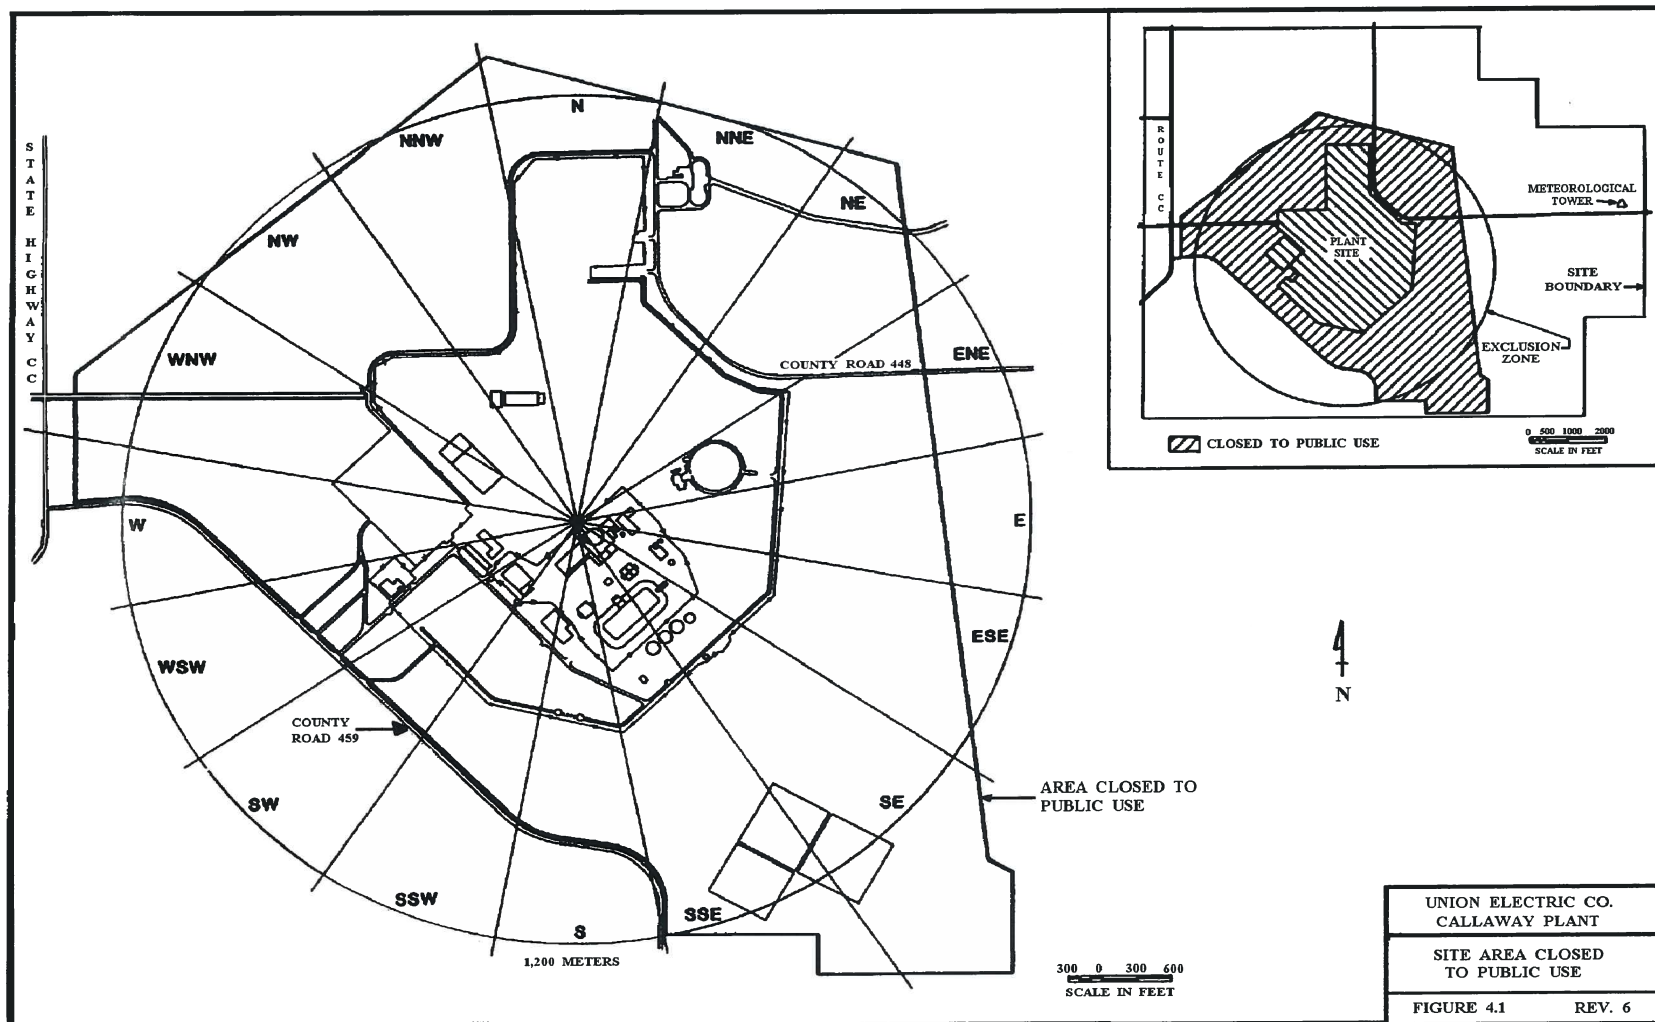 N
NNW
NNE
NE
NW
WNW
ENE
COUNTY ROAD 448
STATE HIGHWAY CC
W
E
ESE
WSW
COUNTY
ROAD 459
SW
SE
AREA CLOSED TO
PUBLIC USE
SSW
SSE
S
1,200 METERS
300 0 300 600
SCALE IN FEET
N
ROUTE CC
METEOROLOGICAL
TOWER
PLANT
SITE
SITE
BOUNDARY
EXCLUSION
ZONE
CLOSED TO PUBLIC USE
0 500 1000 2000
SCALE IN FEET
UNION ELECTRIC CO.
CALLAWAY PLANT
SITE AREA CLOSED
TO PUBLIC USE
FIGURE 4.1 REV. 6